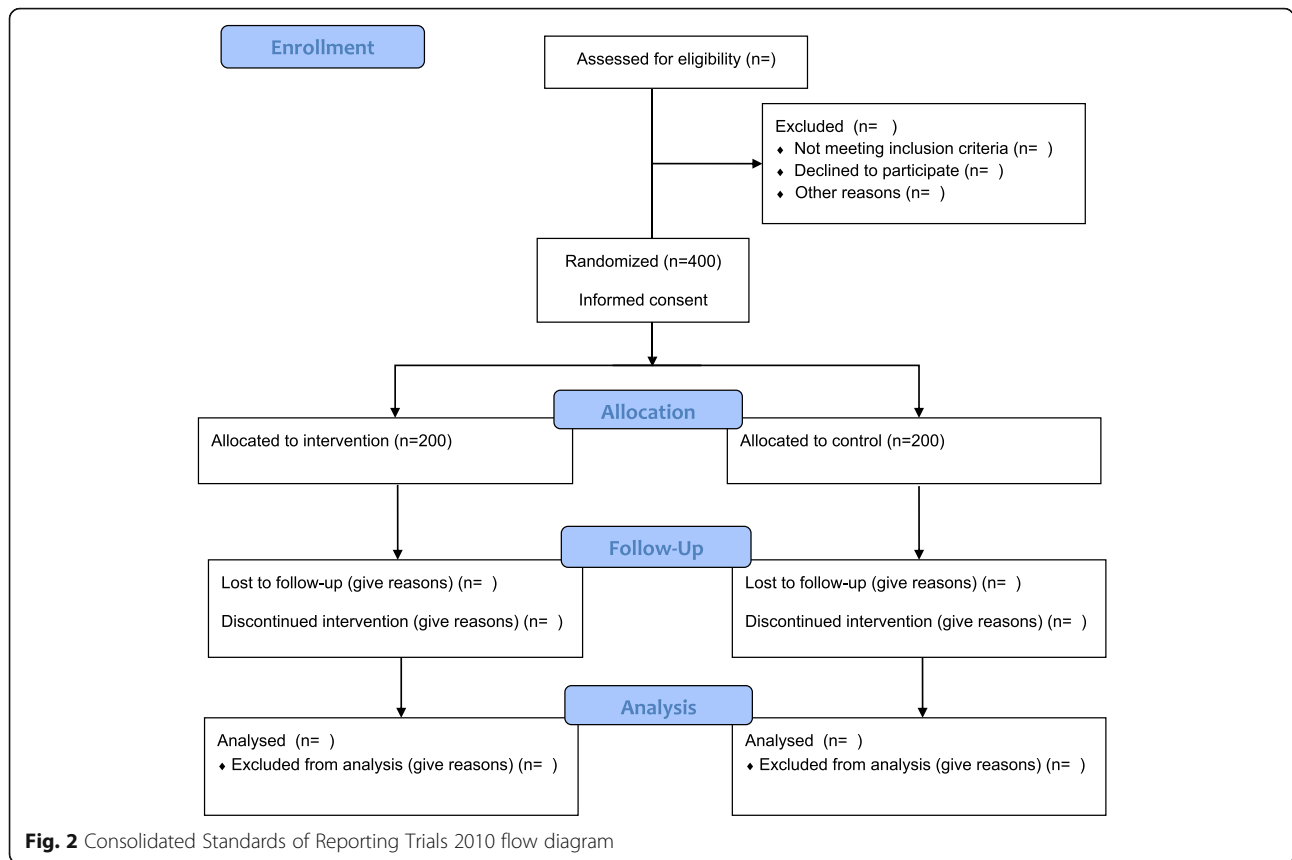 Enrollment
Assessed for eligibility (n=)
Excluded (n= )
♦ Not meeting inclusion criteria (n= )
♦ Declined to participate (n= )
♦ Other reasons (n= )
Randomized (n=400)
Informed consent
Allocation
Allocated to intervention (n=200)
Allocated to control (n=200)
Follow-Up
Lost to follow-up (give reasons) (n= )
Discontinued intervention (give reasons) (n= )
Lost to follow-up (give reasons) (n= )
Discontinued intervention (give reasons) (n= )
Analysis
Analysed (n= )
♦ Excluded from analysis (give reasons) (n= )
Analysed (n= )
♦ Excluded from analysis (give reasons) (n= )
Fig. 2 Consolidated Standards of Reporting Trials 2010 flow diagram